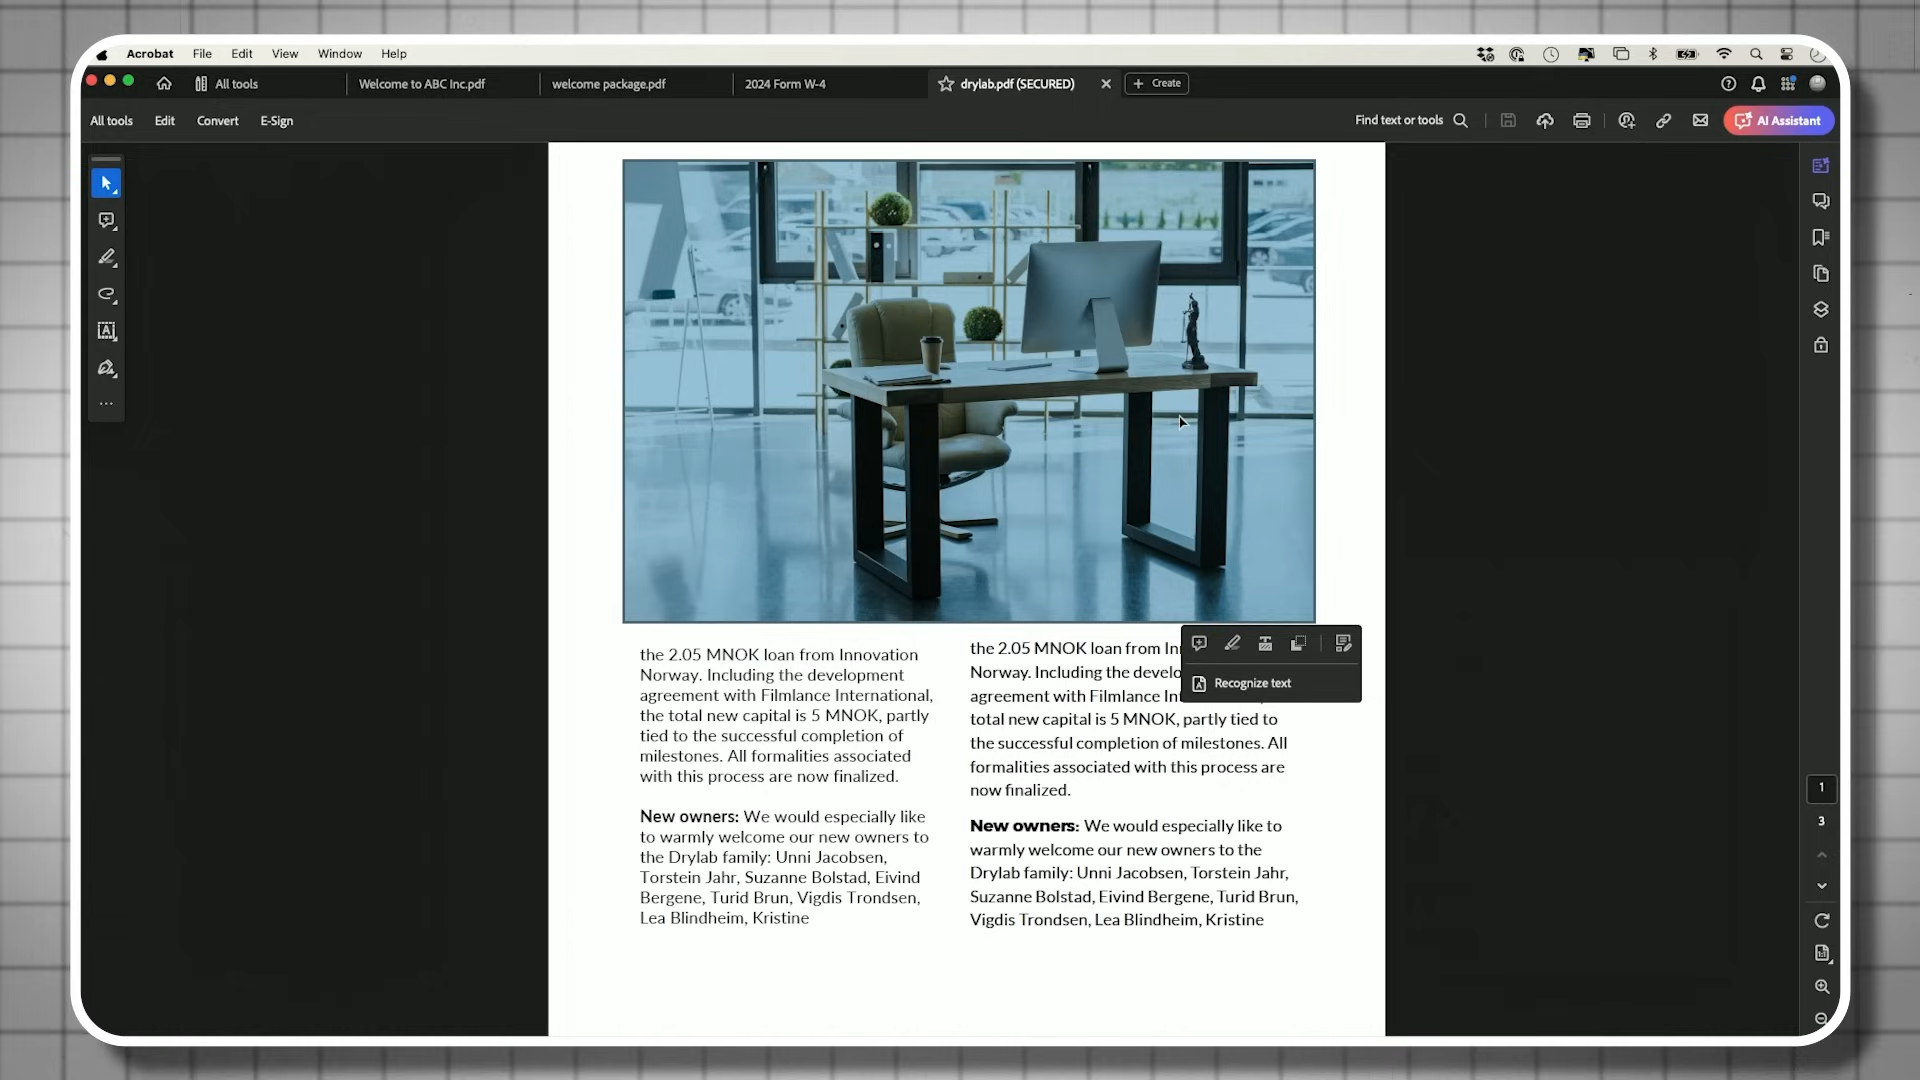 Acrobat File Edit View Window Help
All tools
Welcome to ABC Inc.pdf
welcome package.pdf
2024 Form W-4
drylab.pdf (SECURED)
+ Create
All tools Edit Convert E-Sign
Find text or tools
AI Assistant
the 2.05 MNOK loan from Innovation
Norway. Including the development
agreement with Filmlance International,
the total new capital is 5 MNOK, partly
tied to the successful completion of
milestones. All formalities associated
with this process are now finalized.
New owners: We would especially like
to warmly welcome our new owners to
the Drylab family: Unni Jacobsen,
Torstein Jahr, Suzanne Bolstad, Eivind
Bergene, Turid Brun, Vigdis Trondsen,
Lea Blindheim, Kristine
the 2.05 MNOK loan from
Norway. Including the
agreement with Filmlance
total new capital is 5 MNOK, partly tied to
the successful completion of milestones. All
formalities associated with this process are
now finalized.
New owners: We would especially like to
warmly welcome our new owners to the
Drylab family: Unni Jacobsen, Torstein Jahr,
Suzanne Bolstad, Eivind Bergene, Turid Brun,
Vigdis Trondsen, Lea Blindheim, Kristine
Recognize text
1
3